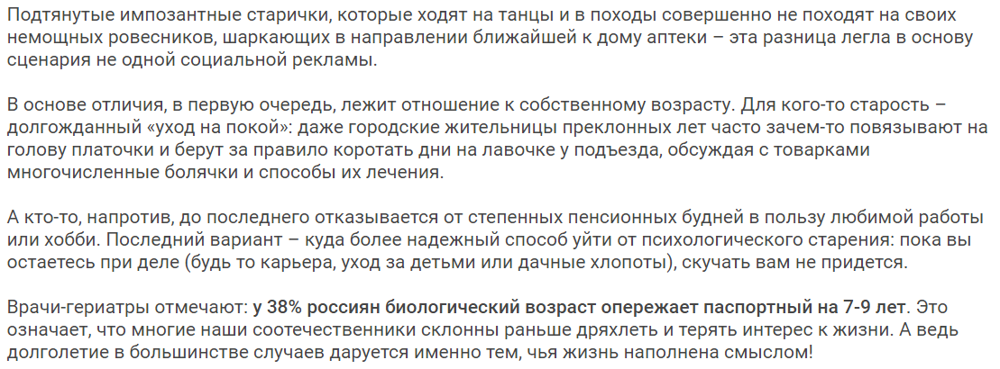 Подтянутые импозантные старички, которые ходят на танцы и в походы совершенно не походят на своих
немощных ровесников, шаркающих в направлении ближайшей к дому аптеки – эта разница легла в основу
сценария не одной социальной рекламы.
В основе отличия, в первую очередь, лежит отношение к собственному возрасту. Для кого-то старость –
долгожданный «уход на покой»: даже городские жительницы преклонных лет часто зачем-то повязывают на
голову платочки и берут за правило коротать дни на лавочке у подъезда, обсуждая с товарками
многочисленные болячки и способы их лечения.
А кто-то, напротив, до последнего отказывается от степенных пенсионных будней в пользу любимой работы
или хобби. Последний вариант – куда более надежный способ уйти от психологического старения: пока вы
остаетесь при деле (будь то карьера, уход за детьми или дачные хлопоты), скучать вам не придется.
Врачи-гериатры отмечают: у 38% россиян биологический возраст опережает паспортный на 7-9 лет. Это
означает, что многие наши соотечественники склонны раньше дряхлеть и терять интерес к жизни. А ведь
долголетие в большинстве случаев даруется именно тем, чья жизнь наполнена смыслом!